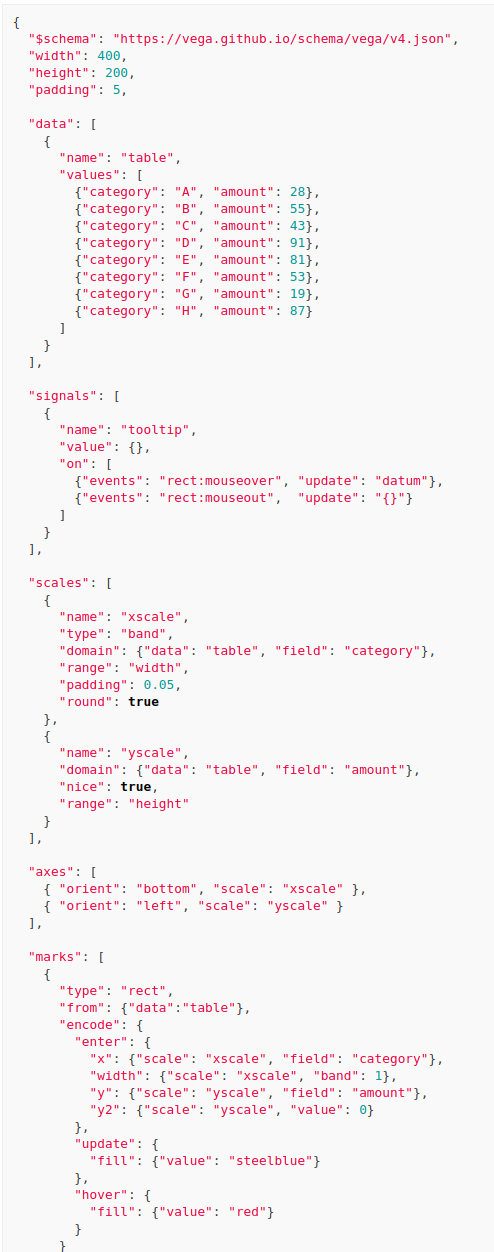 {
  "$schema": "https://vega.github.io/schema/vega/v4.json",
  "width": 400,
  "height": 200,
  "padding": 5,

  "data": [
    {
      "name": "table",
      "values": [
        {"category": "A", "amount": 28},
        {"category": "B", "amount": 55},
        {"category": "C", "amount": 43},
        {"category": "D", "amount": 91},
        {"category": "E", "amount": 81},
        {"category": "F", "amount": 53},
        {"category": "G", "amount": 19},
        {"category": "H", "amount": 87}
      ]
    }
  ],

  "signals": [
    {
      "name": "tooltip",
      "value": {},
      "on": [
        {"events": "rect:mouseover", "update": "datum"},
        {"events": "rect:mouseout",  "update": "{}"}
      ]
    }
  ],

  "scales": [
    {
      "name": "xscale",
      "type": "band",
      "domain": {"data": "table", "field": "category"},
      "range": "width",
      "padding": 0.05,
      "round": true
    },
    {
      "name": "yscale",
      "domain": {"data": "table", "field": "amount"},
      "nice": true,
      "range": "height"
    }
  ],

  "axes": [
    { "orient": "bottom", "scale": "xscale" },
    { "orient": "left", "scale": "yscale" }
  ],

  "marks": [
    {
      "type": "rect",
      "from": {"data":"table"},
      "encode": {
        "enter": {
          "x": {"scale": "xscale", "field": "category"},
          "width": {"scale": "xscale", "band": 1},
          "y": {"scale": "yscale", "field": "amount"},
          "y2": {"scale": "yscale", "value": 0}
        },
        "update": {
          "fill": {"value": "steelblue"}
        },
        "hover": {
          "fill": {"value": "red"}
        }
      }